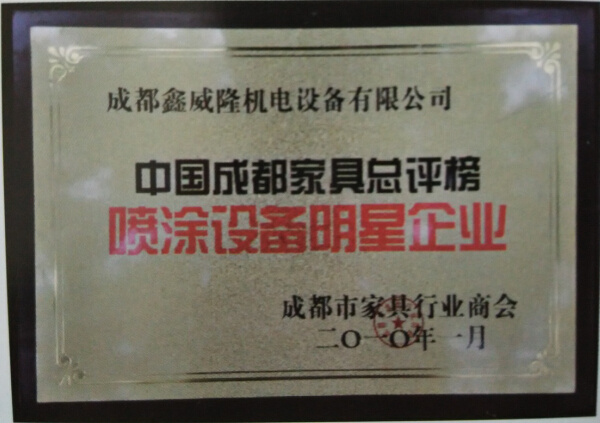 成都鑫威隆机电设备有限公司
中国成都家具总评榜
喷涂设备明星企业
成都市家具行业商会
二〇一〇年一月